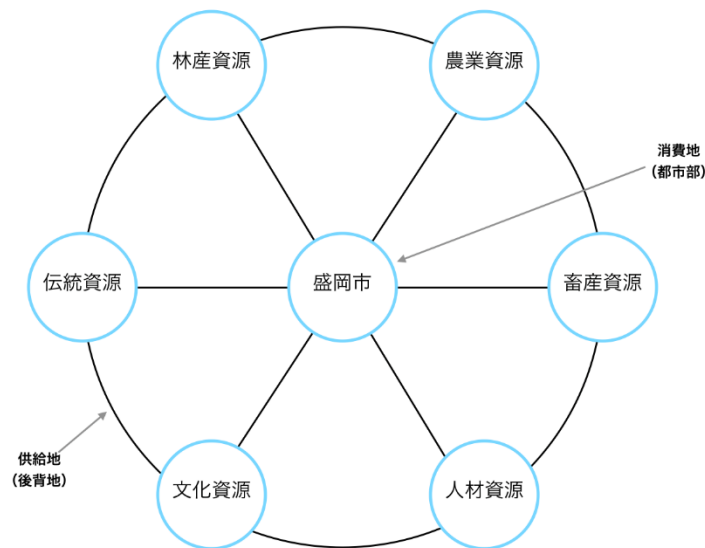 林産資源
農業資源
消費地
（都市部）
伝統資源
盛岡市
畜産資源
供給地
（後背地）
文化資源
人材資源